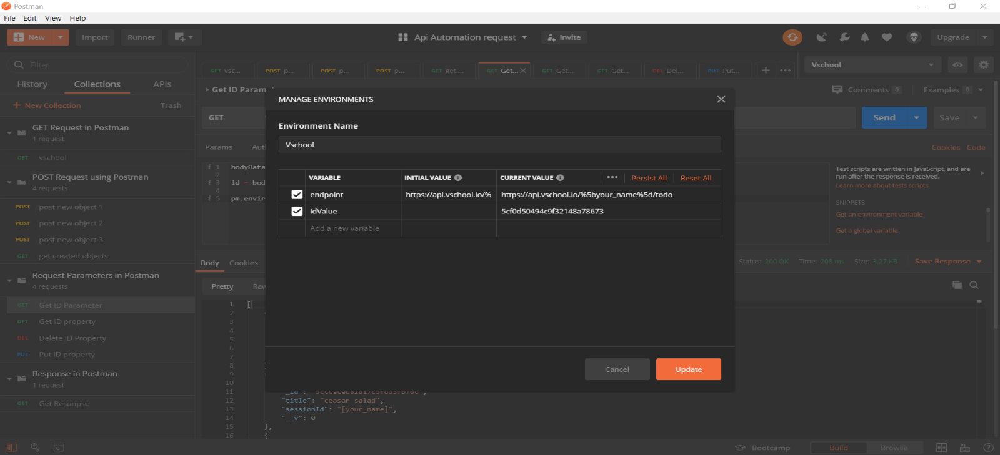 Postman
File Edit View Help
New Import Runner Api Automation request Invite Upgrade
Filter
History Collections APIs
New Collection Trash
GET Request in Postman
1 request
GET vschool
POST Request using Postman
4 requests
POST post new object 1
POST post new object 2
POST post new object 3
GET get created objects
Request Parameters in Postman
4 requests
GET Get ID Parameter
GET Get ID property
DEL Delete ID Property
PUT Put ID property
Response in Postman
1 request
GET Get Resonpse
GET vsc... POST p... POST p... POST p... GET get ... GET Get... GET Get... GET Get... DEL Del... PUT Put...
Vschool
Get ID Param
Comments 0 Examples 0
GET Send Save
Params Cookies Code
1 bodyData
2
3 id = bod
4
5 pm.envir
Test scripts are written in JavaScript, and are
run after the response is received.
Learn more about tests scripts
SNIPPETS
Get an environment variable
Get a global variable
MANAGE ENVIRONMENTS
Environment Name
Vschool
VARIABLE INITIAL VALUE CURRENT VALUE Persist All Reset All
endpoint https://api.vschool.io/% https://api.vschool.io/%5byour_name%5d/todo
idValue 5cf0d50494c9f32148a78673
Add a new variable
Cancel Update
Body Cookies Status: 200 OK Time: 208 ms Size: 3.27 KB Save Response
Pretty Raw
1 [
2
3
4
5
6
7
8
9
10
11
12 "title": "ceasar salad",
13 "sessionId": "[your_name]",
14 "__v": 0
15 },
16 {
Bootcamp Build Browse